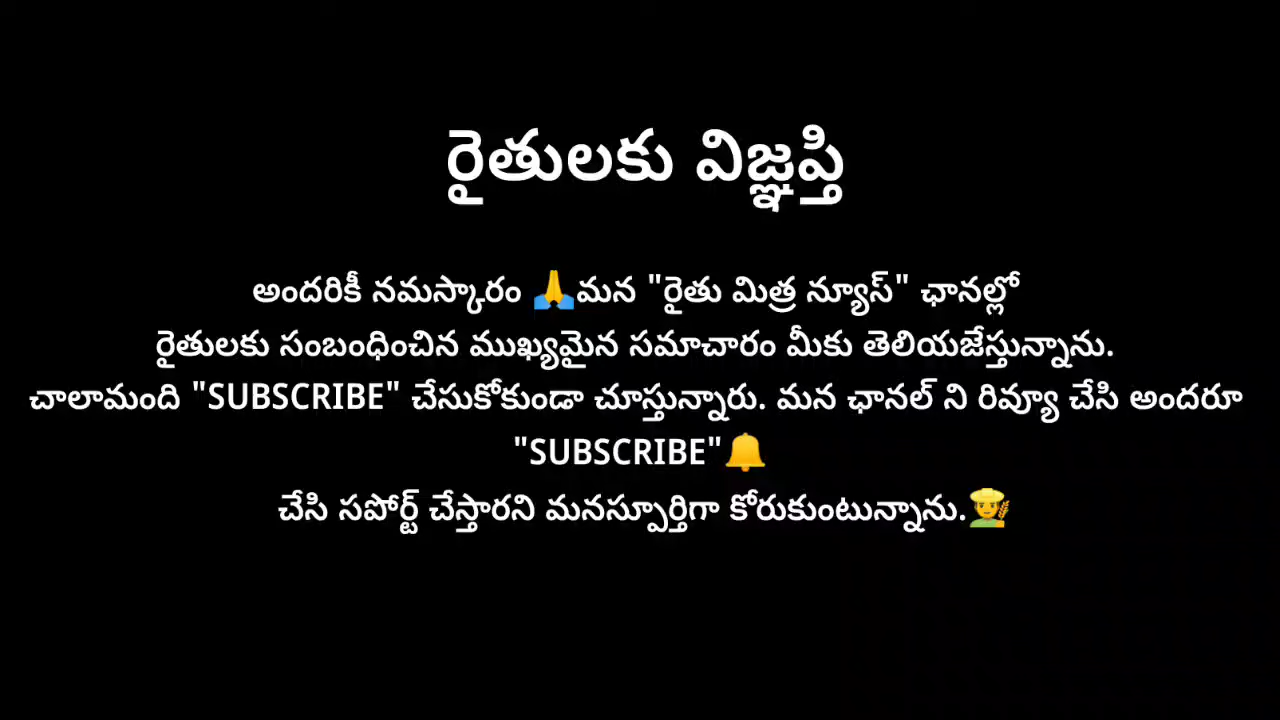 రైతులకు విజ్ఞప్తి
అందరికీ నమస్కారం 🙏మన "రైతు మిత్ర న్యూస్" ఛానల్లో
రైతులకు సంబంధించిన ముఖ్యమైన సమాచారం మీకు తెలియజేస్తున్నాను.
చాలామంది "SUBSCRIBE" చేసుకోకుండా చూస్తున్నారు. మన ఛానల్ ని రివ్యూ చేసి అందరూ
"SUBSCRIBE"🔔
చేసి సపోర్ట్ చేస్తారని మనస్పూర్తిగా కోరుకుంటున్నాను.👨‍🌾